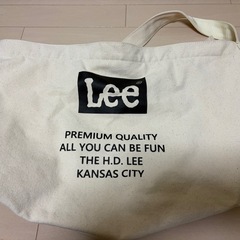 Lee
PREMIUM QUALITY
ALL YOU CAN BE FUN
THE H.D. LEE
KANSAS CITY